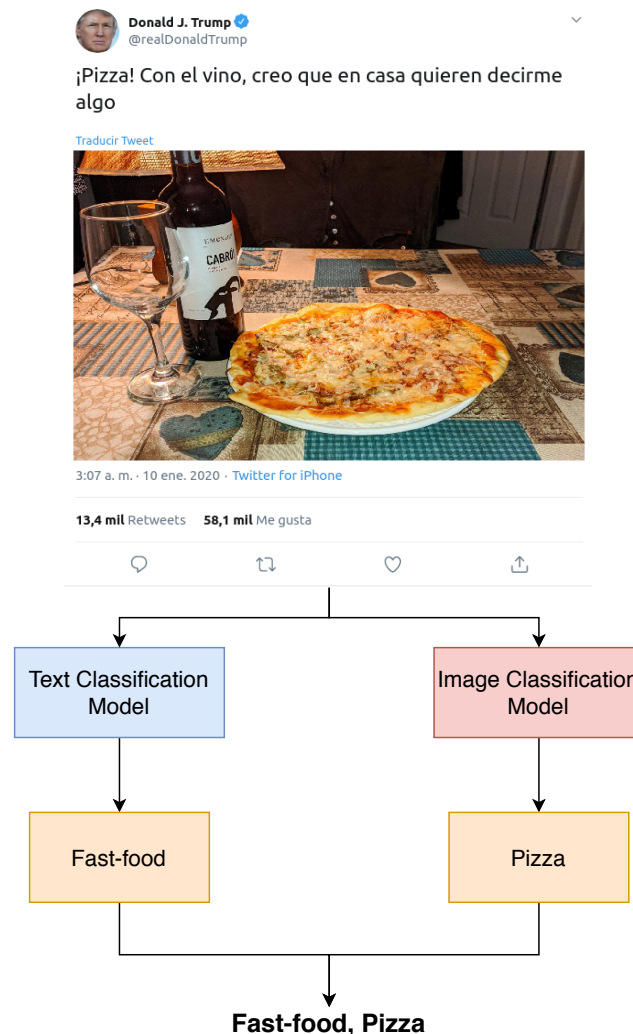 Donald J. Trump
@realDonaldTrump
¡Pizza! Con el vino, creo que en casa quieren decirme
algo
Traducir Tweet
CABRÓ
3:07 a. m. · 10 ene. 2020 · Twitter for iPhone
13,4 mil Retweets 58,1 mil Me gusta
Text Classification
Model
Image Classification
Model
Fast-food
Pizza
Fast-food, Pizza